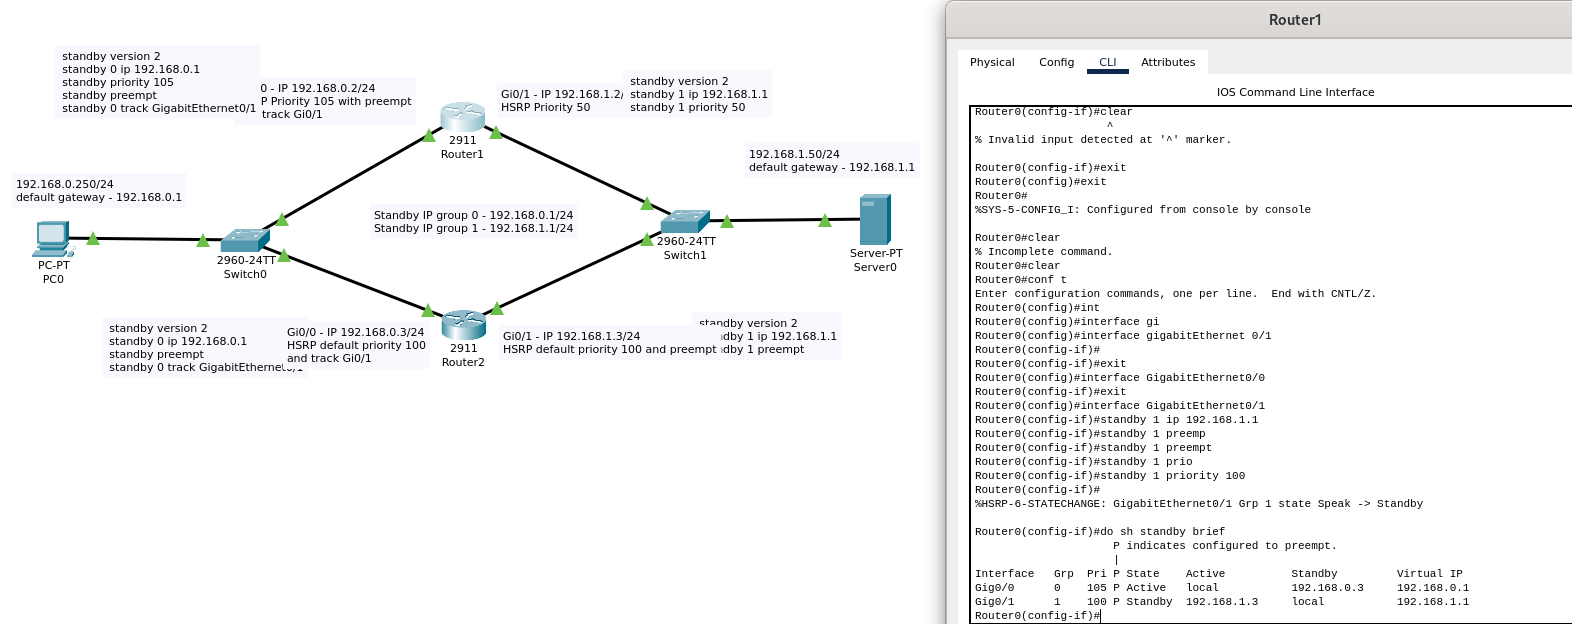 standby version 2
standby 0 ip 192.168.0.1
standby priority 105
standby preempt
standby 0 track GigabitEthernet0/1
0 - IP 192.168.0.2/24
P Priority 105 with preempt
track Gi0/1
Gi0/1 - IP 192.168.1.2/
HSRP Priority 50
standby version 2
standby 1 ip 192.168.1.1
standby 1 priority 50
2911
Router1
192.168.1.50/24
default gateway - 192.168.1.1
192.168.0.250/24
default gateway - 192.168.0.1
Standby IP group 0 - 192.168.0.1/24
Standby IP group 1 - 192.168.1.1/24
PC-PT
PC0
2960-24TT
Switch0
2960-24TT
Switch1
Server-PT
Server0
standby version 2
standby 0 ip 192.168.0.1
standby preempt
standby 0 track GigabitEthernet0/1
Gi0/0 - IP 192.168.0.3/24
HSRP default priority 100
and track Gi0/1
2911
Router2
Gi0/1 - IP 192.168.1.3/24
HSRP default priority 100 and preempt
standby version 2
dby 1 ip 192.168.1.1
dby 1 preempt
Router1
Physical Config CLI Attributes
IOS Command Line Interface
Router0(config-if)#clear
^
% Invalid input detected at '^' marker.
Router0(config-if)#exit
Router0(config)#exit
Router0#
%SYS-5-CONFIG_I: Configured from console by console
Router0#clear
% Incomplete command.
Router0#clear
Router0#conf t
Enter configuration commands, one per line.  End with CNTL/Z.
Router0(config)#int
Router0(config)#interface gi
Router0(config)#interface gigabitEthernet 0/1
Router0(config-if)#
Router0(config-if)#exit
Router0(config)#interface GigabitEthernet0/0
Router0(config-if)#exit
Router0(config)#interface GigabitEthernet0/1
Router0(config-if)#standby 1 ip 192.168.1.1
Router0(config-if)#standby 1 preemp
Router0(config-if)#standby 1 preempt
Router0(config-if)#standby 1 prio
Router0(config-if)#standby 1 priority 100
Router0(config-if)#
%HSRP-6-STATECHANGE: GigabitEthernet0/1 Grp 1 state Speak -> Standby
Router0(config-if)#do sh standby brief
P indicates configured to preempt.
|
Interface   Grp  Pri P State    Active          Standby         Virtual IP
Gig0/0      0    105 P Active   local           192.168.0.3     192.168.0.1
Gig0/1      1    100 P Standby  192.168.1.3     local           192.168.1.1
Router0(config-if)#